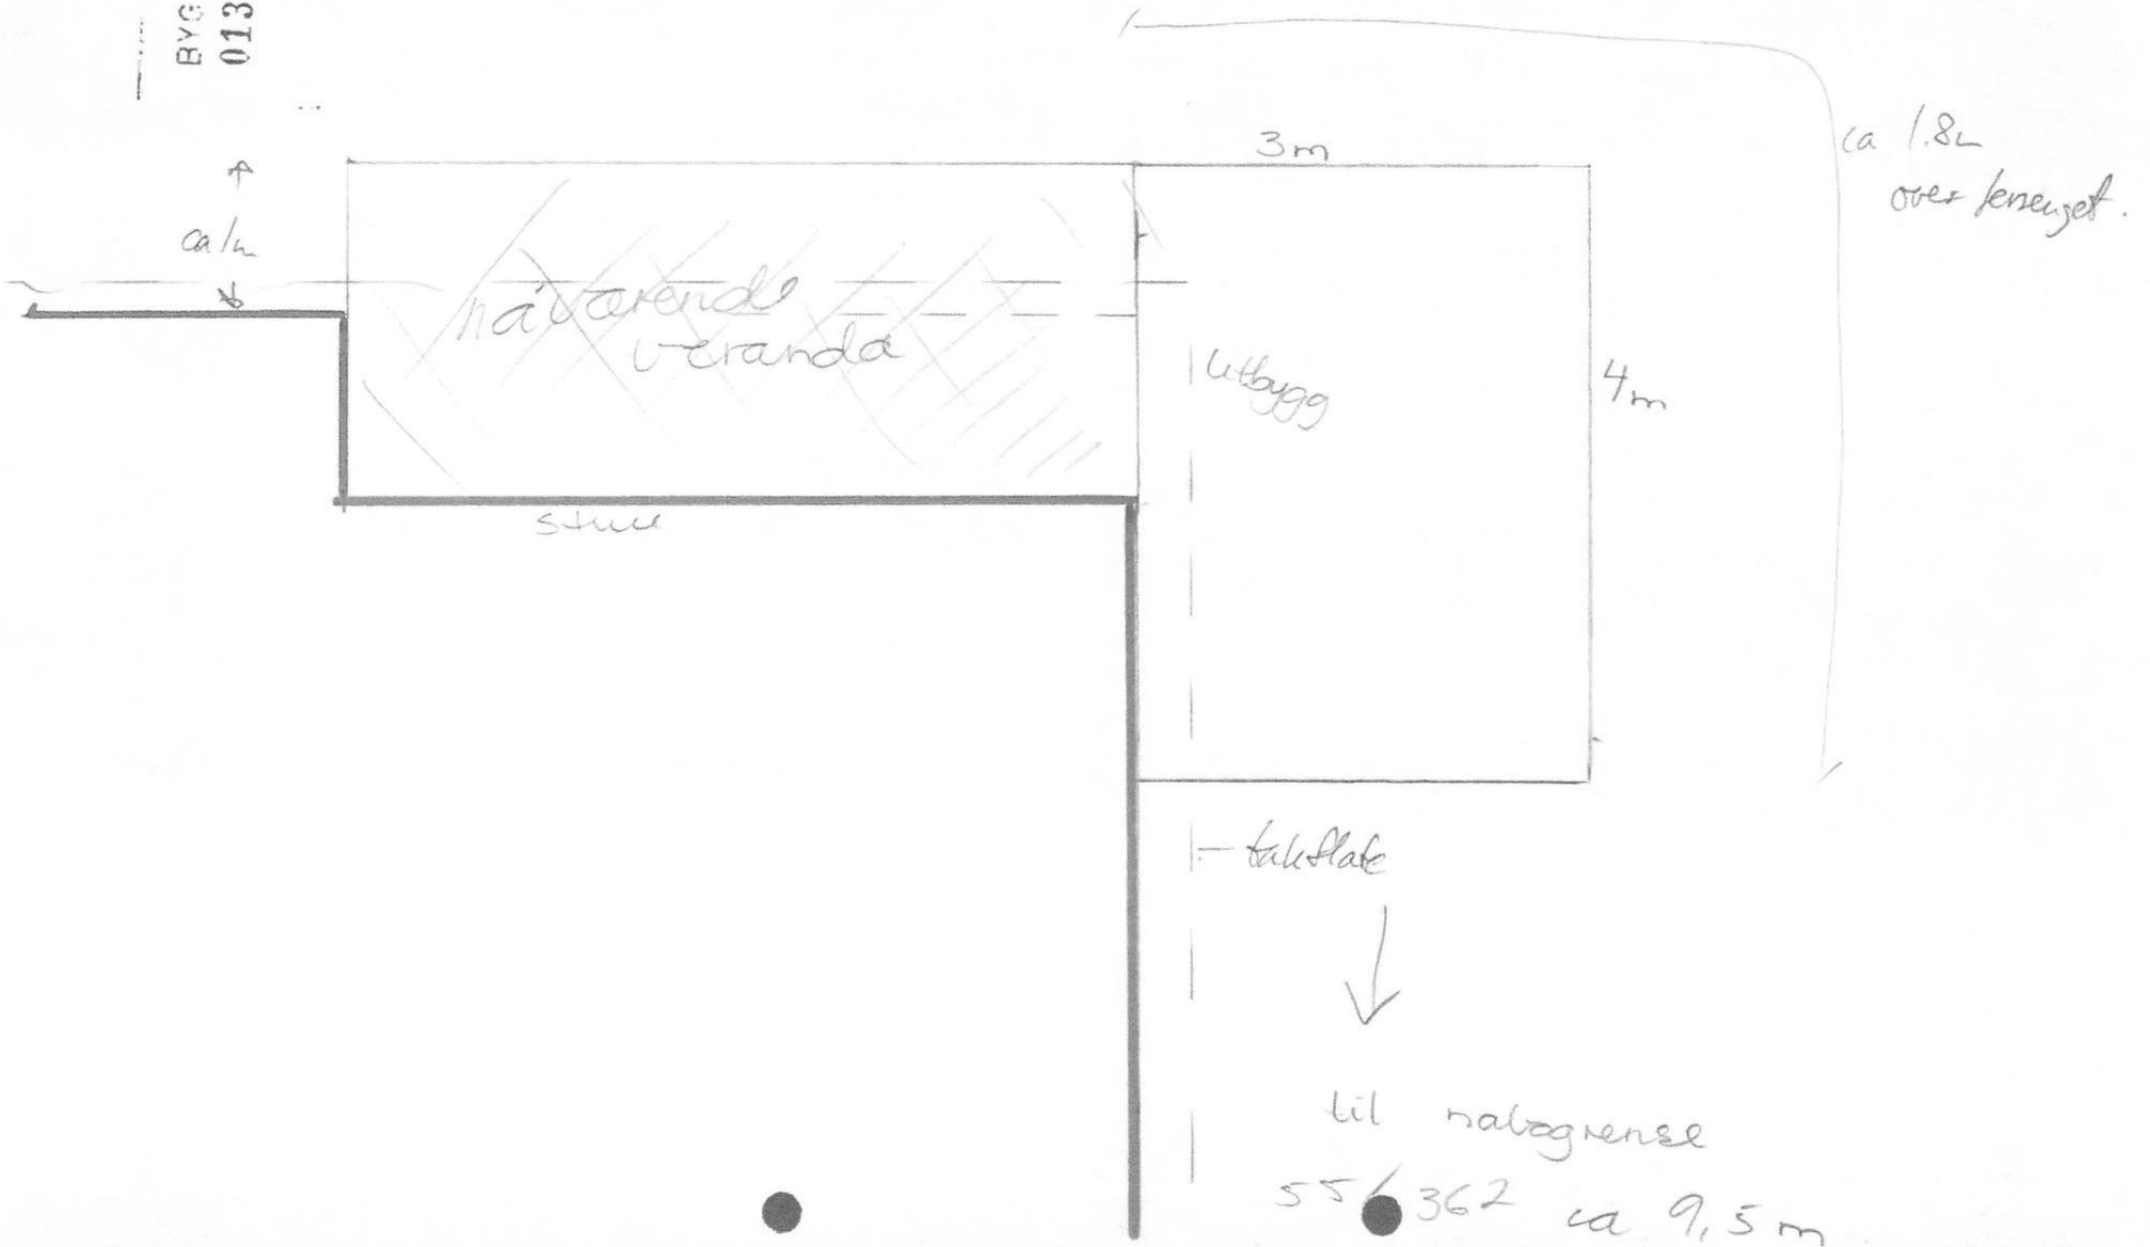 BYG
013
3m
ca 1.8m
over terrenget.
ca 1m
nåværende
veranda
Utbygg
4m
stue
takflate
til nabogrense
55/362 ca 9,5 m